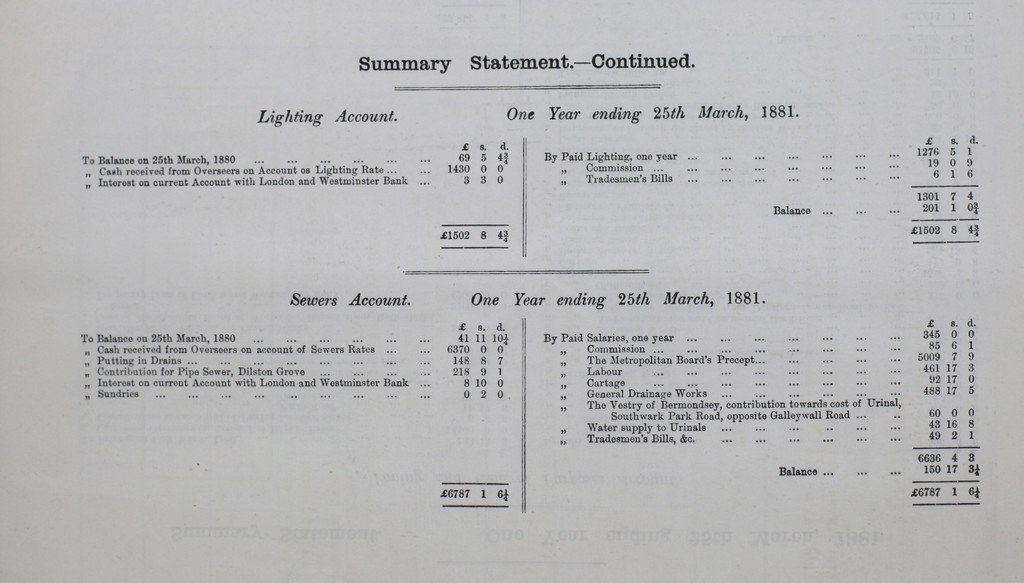 Summary Statement.—Continued.
Lighting Account. One Year ending 25th March, 1881.
£ s. d.
To Balance on 25th March, 1880 ... ... ... ... ... ... 69 5 4¾
„ Cash received from Overseers on Account os Lighting Rate ... ... 1430 0 0
„ Interest on current Account with London and Westminster Bank ... 3 3 0
£1502 8 4¾
£ s. d.
By Paid Lighting, one year ... ... ... ... ... ... ... 1276 5 1
„ Commission ... ... ... ... ... ... ... ... 19 0 9
„ Tradesmen's Bills ... ... ... ... ... ... ... 6 1 6
1301 7 4
Balance ... ... ... 201 1 0¾
£1502 8 4¾
Sewers Account. One Year ending 25th March, 1881.
£ s. d.
To Balance on 25th March, 1880 ... ... ... ... ... ... 41 11 10¼
„ Cash received from Overseers on account of Sewers Rates ... ... 6370 0 0
„ Putting in Drains ... ... ... ... ... ... ... ... 148 8 7
„ Contribution for Pipe Sewer, Dilston Grove ... ... ... ... 218 9 1
„ Interest on current Account with London and Westminster Bank ... 8 10 0
„ Sundries ... ... ... ... ... ... ... ... ... 0 2 0
£6787 1 6¼
£ s. d.
By Paid Salaries, one year ... ... ... ... ... ... ... 345 0 0
„ Commission ... ... ... ... ... ... ... ... 85 6 1
„ The Metropolitan Board's Precept... ... ... ... ... 5009 7 9
„ Labour ... ... ... ... ... ... ... ... 461 17 3
„ Cartage ... ... ... ... ... ... ... ... 92 17 0
„ General Drainage Works ... ... ... ... ... ... 488 17 5
„ The Vestry of Bermondsey, contribution towards cost of Urinal,
Southwark Park Road, opposite Galleywall Road ... .. 60 0 0
„ Water supply to Urinals ... ... ... .. ... ... 43 16 8
„ Tradesmen's Bills, &c. ... ... ... ... ... ... 49 2 1
6636 4 3
Balance ... ... ... 150 17 3¼
£6787 1 6¼